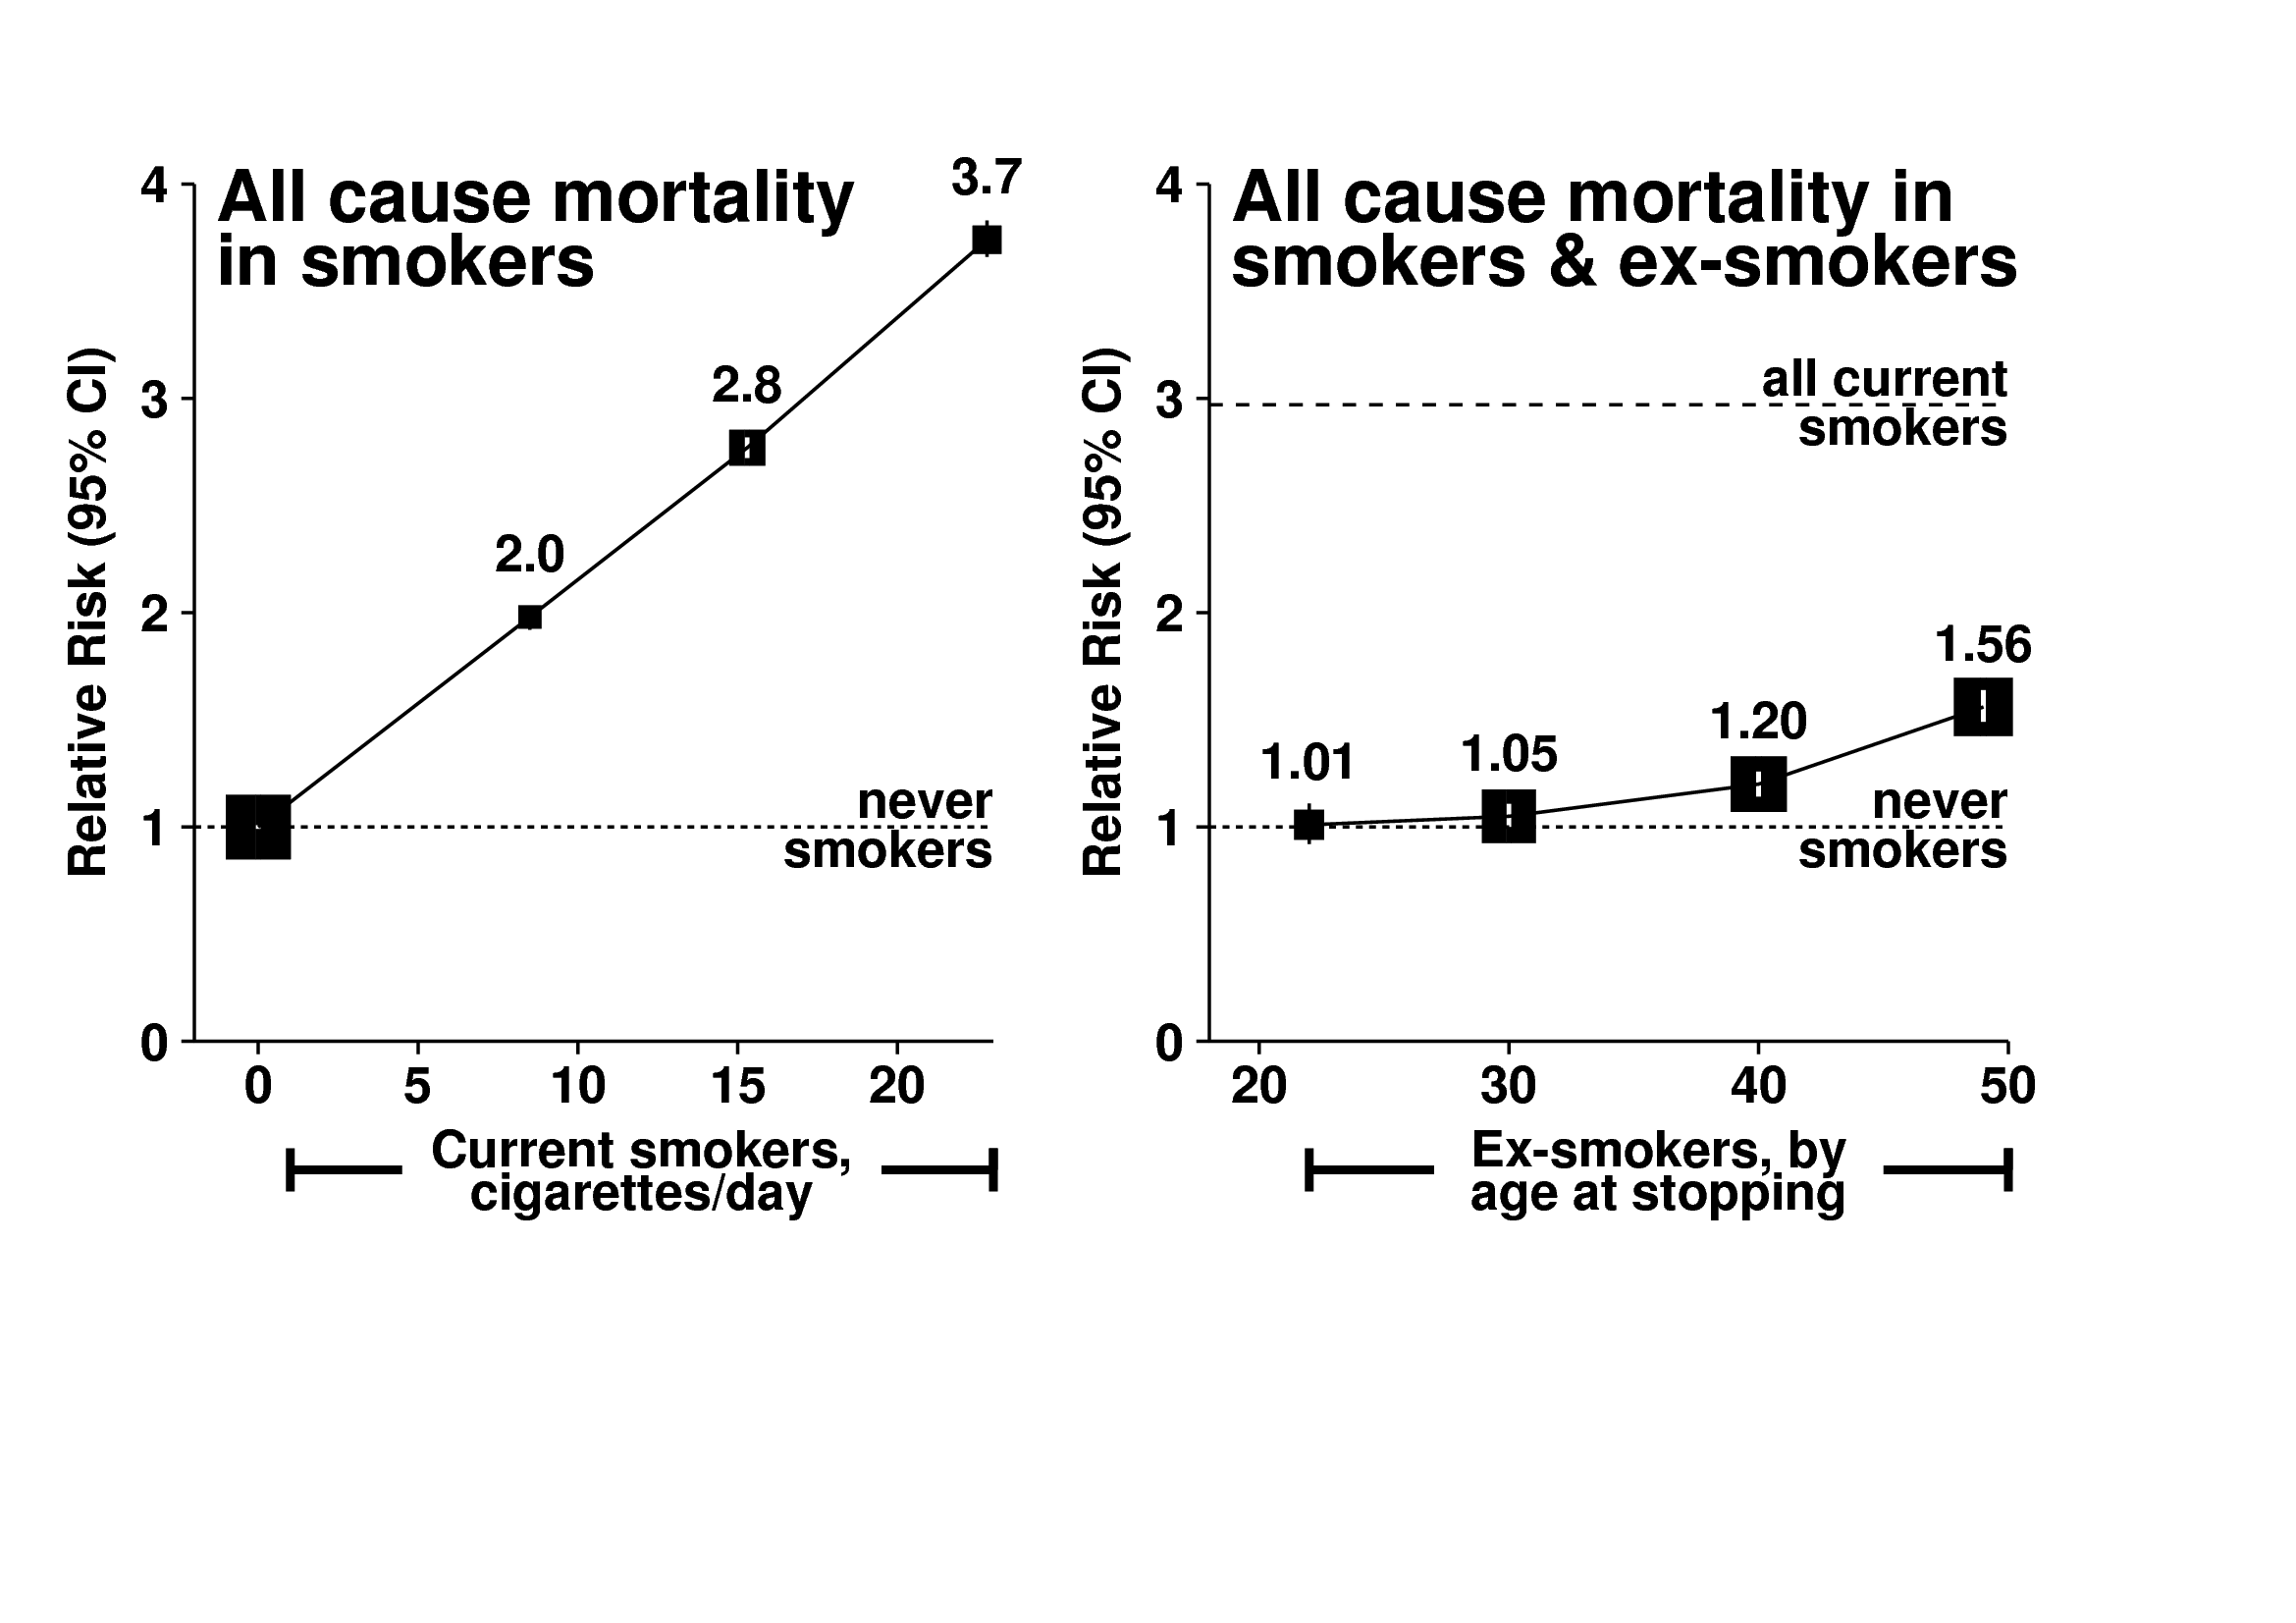 All cause mortality
in smokers
Relative Risk (95% CI)
4
3
2
1
0
3.7
2.8
2.0
never
smokers
0 5 10 15 20
Current smokers,
cigarettes/day
All cause mortality in
smokers & ex-smokers
Relative Risk (95% CI)
4
3
2
1
0
all current
smokers
1.56
1.20
1.05
1.01
never
smokers
20 30 40 50
Ex-smokers, by
age at stopping